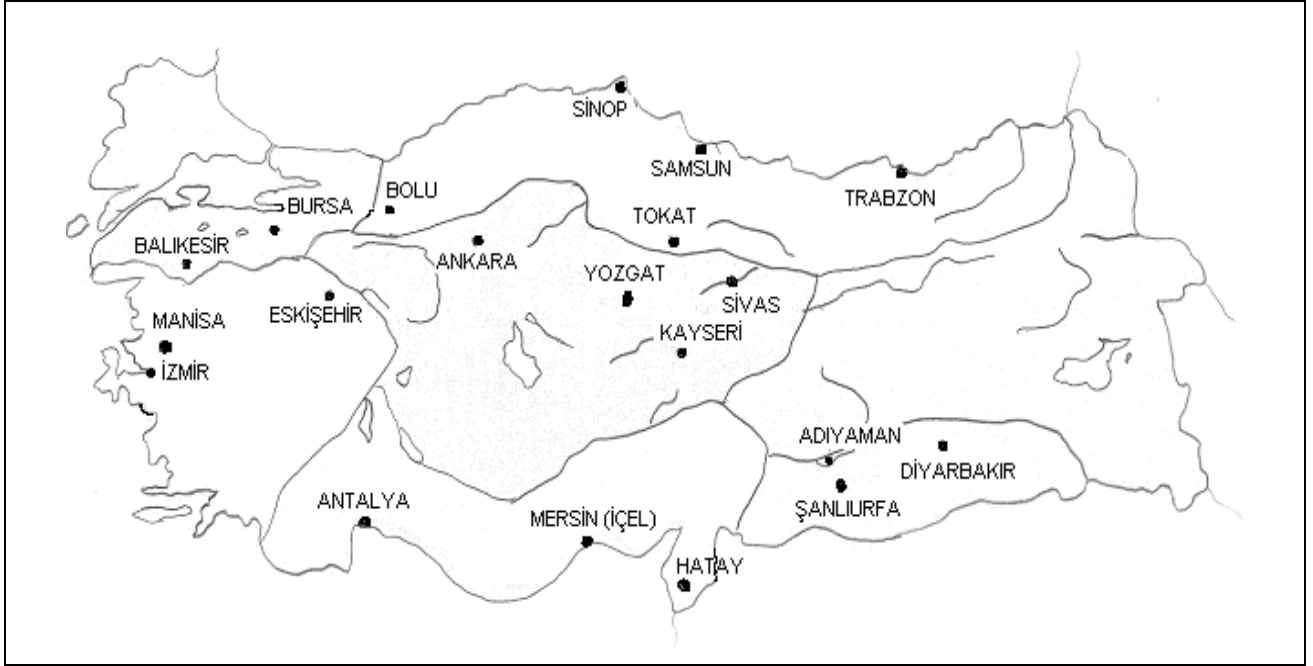 SİNOP
SAMSUN
TRABZON
BOLU
BURSA
TOKAT
BALIKESİR
ANKARA
YOZGAT
SİVAS
ESKİŞEHİR
MANİSA
KAYSERİ
İZMİR
ADIYAMAN
DİYARBAKIR
ANTALYA
ŞANLIURFA
MERSİN (İÇEL)
HATAY